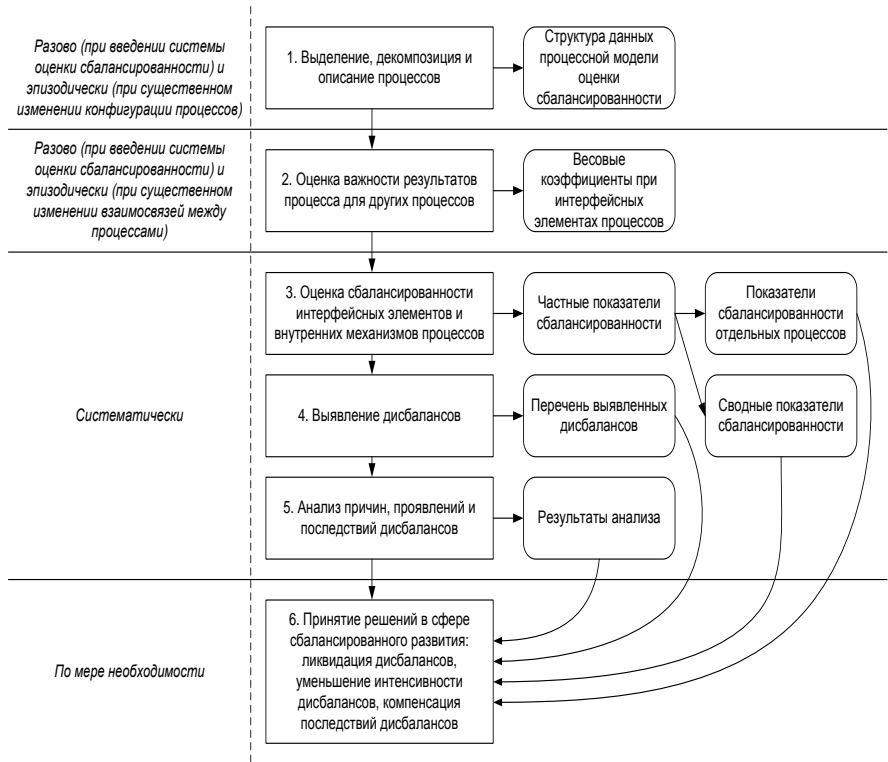 Разово (при введении системы
оценки сбалансированности) и
эпизодически (при существенном
изменении конфигурации процессов)
1. Выделение, декомпозиция и
описание процессов
Структура данных
процессной модели
оценки
сбалансированности
Разово (при введении системы
оценки сбалансированности) и
эпизодически (при существенном
изменении взаимосвязей между
процессами)
2. Оценка важности результатов
процесса для других процессов
Весовые
коэффициенты при
интерфейсных
элементах процессов
Систематически
3. Оценка сбалансированности
интерфейсных элементов и
внутренних механизмов процессов
Частные показатели
сбалансированности
Показатели
сбалансированности
отдельных процессов
4. Выявление дисбалансов
Перечень выявленных
дисбалансов
Сводные показатели
сбалансированности
5. Анализ причин, проявлений и
последствий дисбалансов
Результаты анализа
По мере необходимости
6. Принятие решений в сфере
сбалансированного развития:
ликвидация дисбалансов,
уменьшение интенсивности
дисбалансов, компенсация
последствий дисбалансов